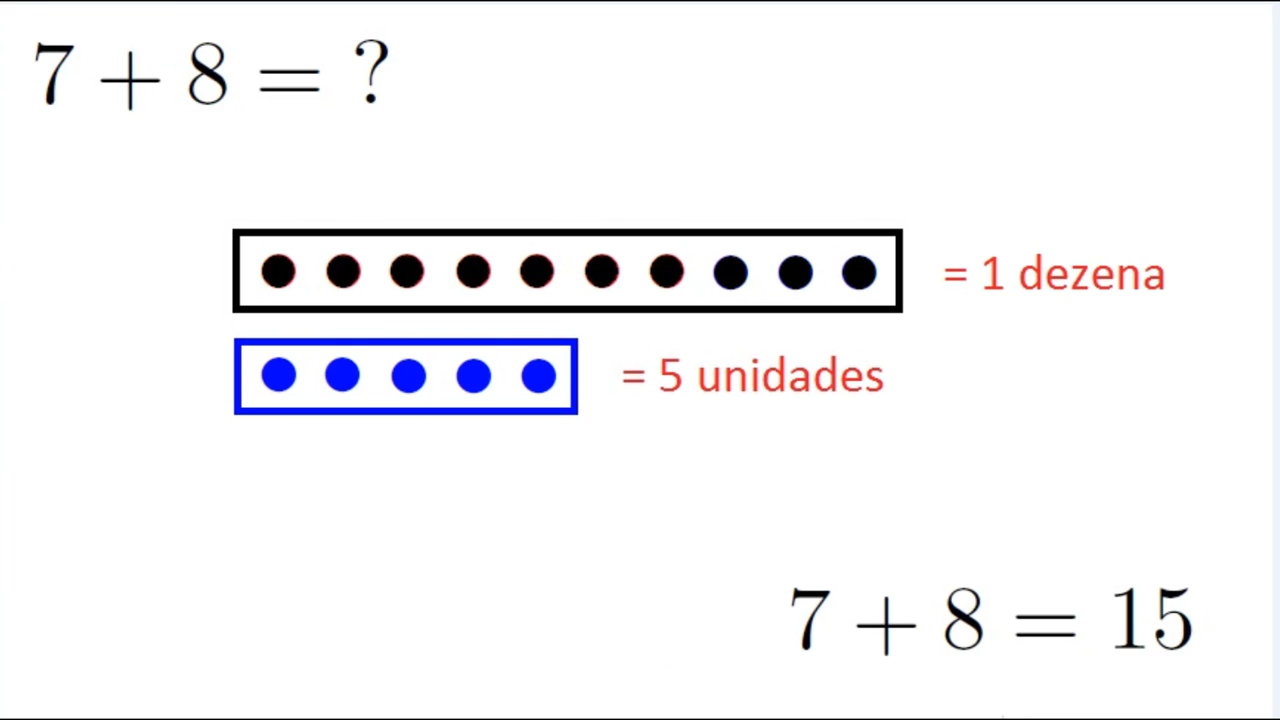 7 + 8 = ?
= 1 dezena
= 5 unidades
7 + 8 = 15